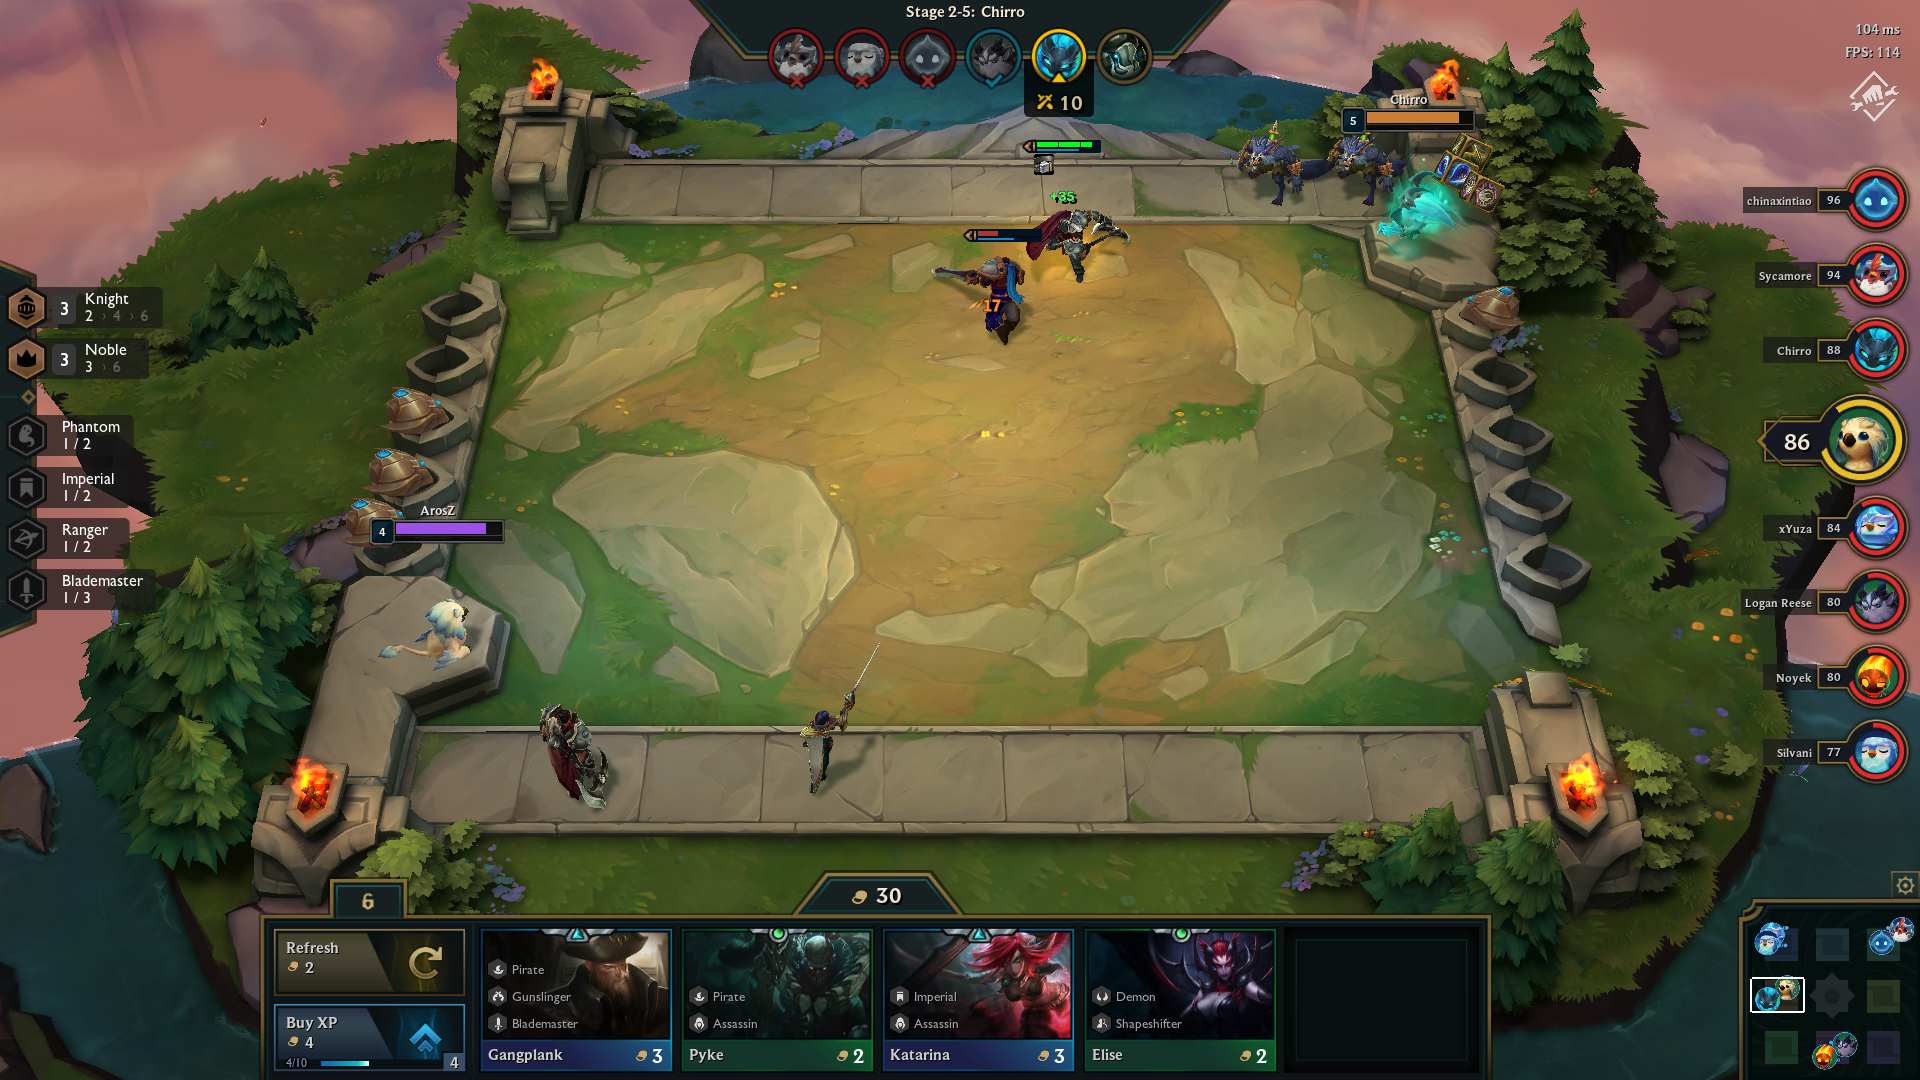 Stage 2-5: Chirro
104 ms
FPS: 114
10
Chirro
5
+35
17
chinaxintiao 96
Sycamore 94
Chirro 88
86
xYuza 84
Logan Reese 80
Noyek 80
Silvani 77
3 Knight
2 › 4 › 6
3 Noble
3 › 6
Phantom
1 / 2
Imperial
1 / 2
Ranger
1 / 2
Blademaster
1 / 3
ArosZ
4
6
30
Refresh
2
Buy XP
4
4/10
4
Pirate
Gunslinger
Blademaster
Gangplank 3
Pirate
Assassin
Pyke 2
Imperial
Assassin
Katarina 3
Demon
Shapeshifter
Elise 2